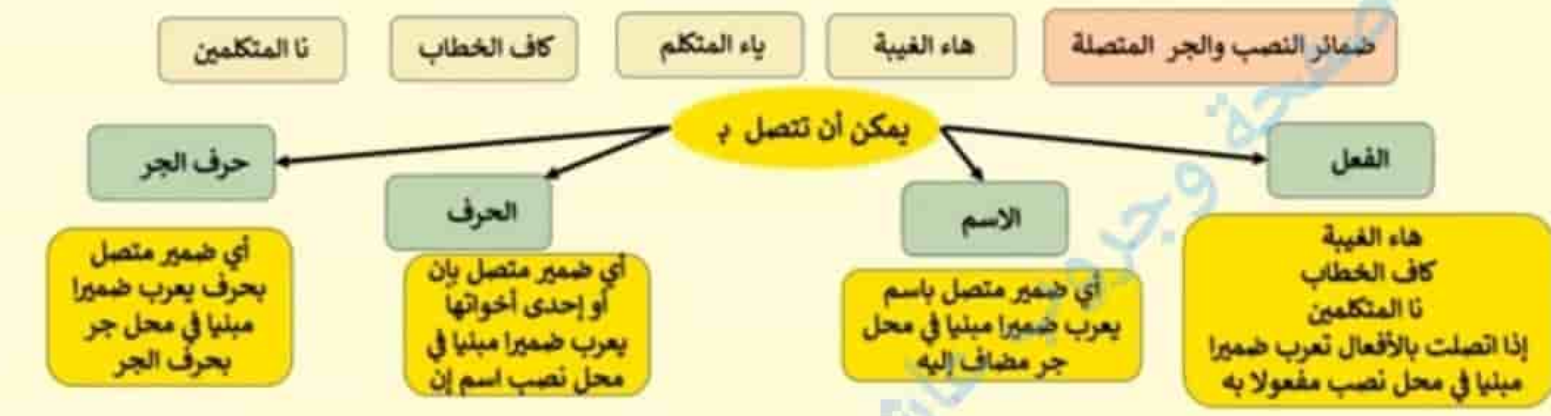 ضمائر النصب والجر المتصلة
هاء الغيبة
ياء المتكلم
كاف الخطاب
نا المتكلمين
يمكن أن تتصل بـ
الفعل
هاء الغيبة
كاف الخطاب
نا المتكلمين
إذا اتصلت بالأفعال تعرب ضميرا
مبنيا في محل نصب مفعولا به
الاسم
أي ضمير متصل باسم
يعرب ضميرا مبنيا في محل
جر مضاف إليه
الحرف
أي ضمير متصل بإن
أو إحدى أخواتها
يعرب ضميرا مبنيا في
محل نصب اسم إن
حرف الجر
أي ضمير متصل
بحرف يعرب ضميرا
مبنيا في محل جر
بحرف الجر
صفحة وجروب